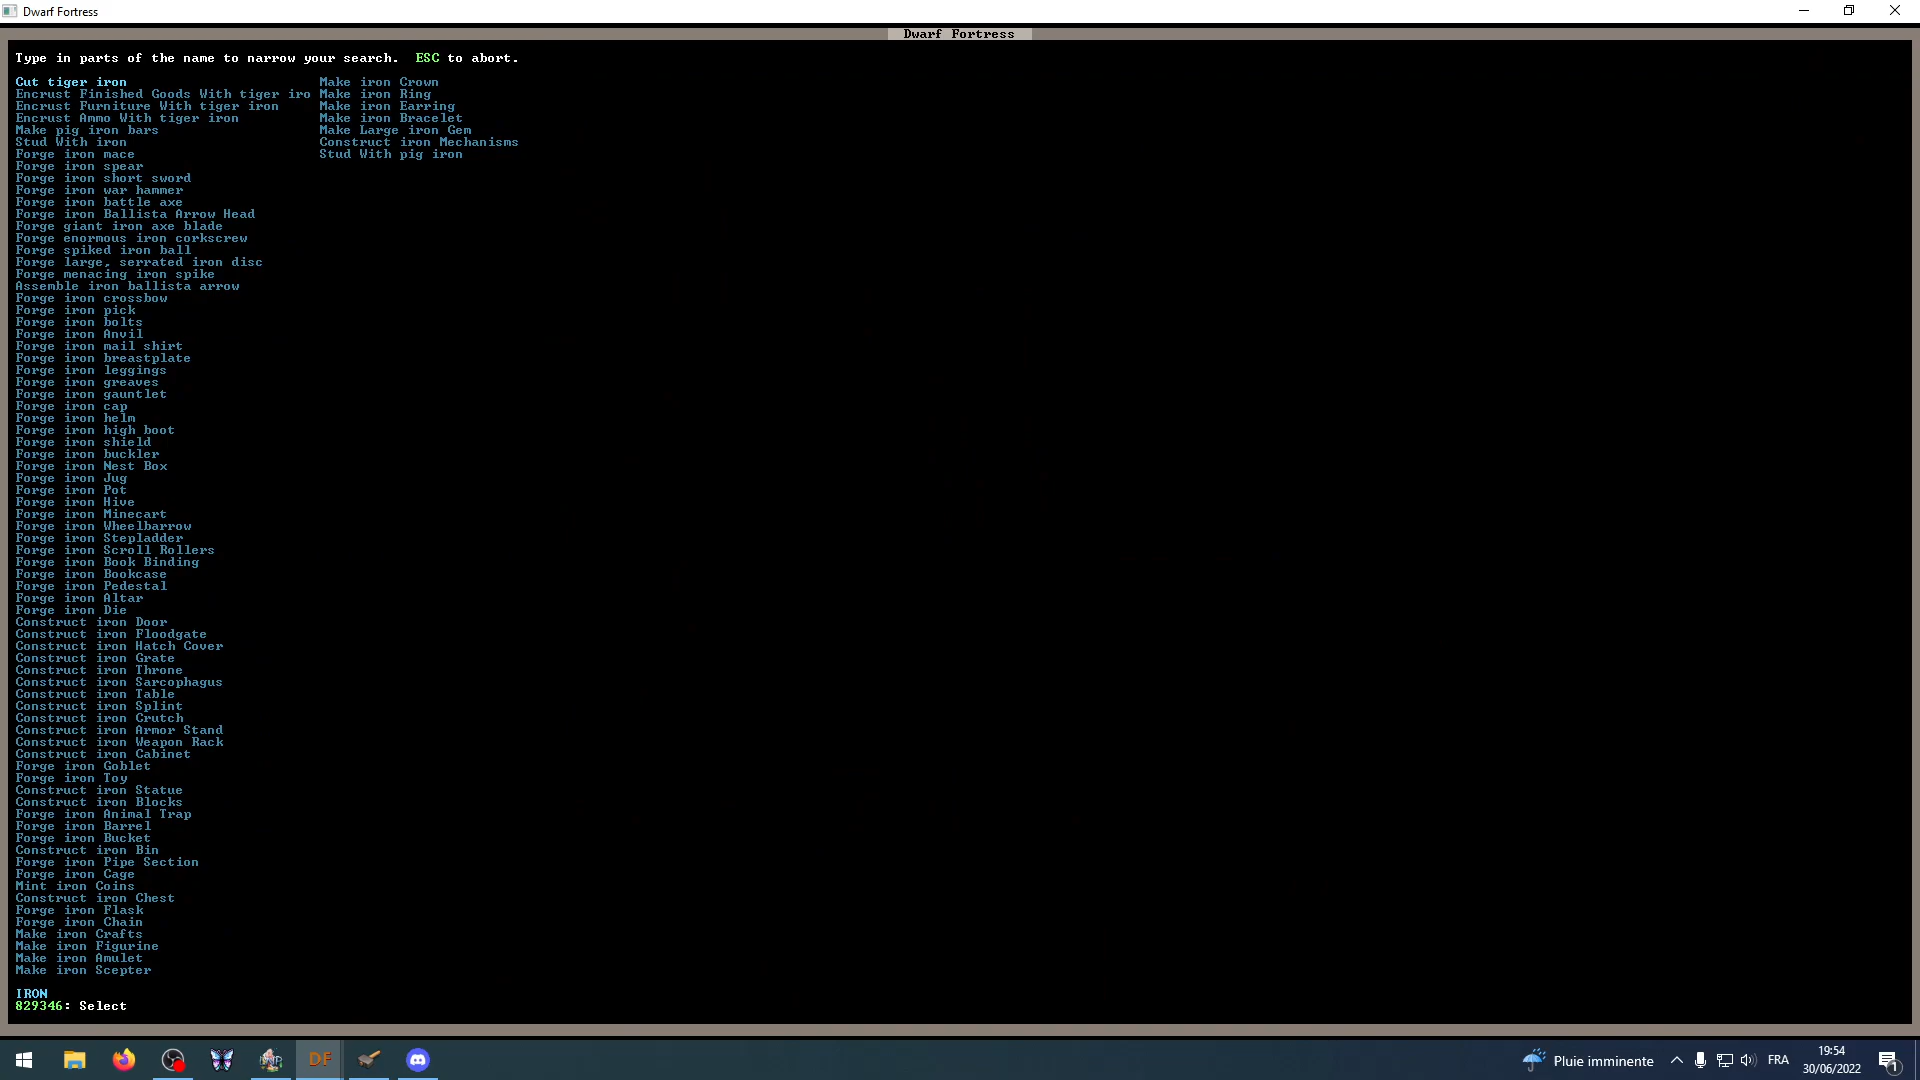 Dwarf Fortress
Dwarf Fortress
Type in parts of the name to narrow your search.  ESC to abort.
Cut tiger iron
Encrust Finished Goods With tiger iro
Encrust Furniture With tiger iron
Encrust Ammo With tiger iron
Make pig iron bars
Stud With iron
Forge iron mace
Forge iron spear
Forge iron short sword
Forge iron war hammer
Forge iron battle axe
Forge iron Ballista Arrow Head
Forge giant iron axe blade
Forge enormous iron corkscrew
Forge spiked iron ball
Forge large, serrated iron disc
Forge menacing iron spike
Assemble iron ballista arrow
Forge iron crossbow
Forge iron pick
Forge iron bolts
Forge iron Anvil
Forge iron mail shirt
Forge iron breastplate
Forge iron leggings
Forge iron greaves
Forge iron gauntlet
Forge iron cap
Forge iron helm
Forge iron high boot
Forge iron shield
Forge iron buckler
Forge iron Nest Box
Forge iron Jug
Forge iron Pot
Forge iron Hive
Forge iron Minecart
Forge iron Wheelbarrow
Forge iron Stepladder
Forge iron Scroll Rollers
Forge iron Book Binding
Forge iron Bookcase
Forge iron Pedestal
Forge iron Altar
Forge iron Die
Construct iron Door
Construct iron Floodgate
Construct iron Hatch Cover
Construct iron Grate
Construct iron Throne
Construct iron Sarcophagus
Construct iron Table
Construct iron Splint
Construct iron Crutch
Construct iron Armor Stand
Construct iron Weapon Rack
Construct iron Cabinet
Forge iron Goblet
Forge iron Toy
Construct iron Statue
Construct iron Blocks
Forge iron Animal Trap
Forge iron Barrel
Forge iron Bucket
Construct iron Bin
Forge iron Pipe Section
Forge iron Cage
Mint iron Coins
Construct iron Chest
Forge iron Flask
Forge iron Chain
Make iron Crafts
Make iron Figurine
Make iron Amulet
Make iron Scepter
Make iron Crown
Make iron Ring
Make iron Earring
Make iron Bracelet
Make Large iron Gem
Construct iron Mechanisms
Stud With pig iron
IRON
829346: Select
DF
Pluie imminente
FRA
19:54
30/06/2022
1